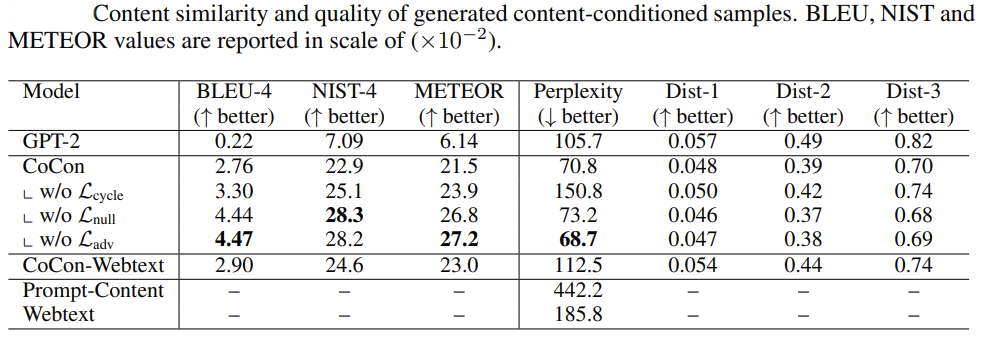 Content similarity and quality of generated content-conditioned samples. BLEU, NIST and
METEOR values are reported in scale of (×10⁻²).
Model BLEU-4 NIST-4 METEOR Perplexity Dist-1 Dist-2 Dist-3
(↑ better) (↑ better) (↑ better) (↓ better) (↑ better) (↑ better) (↑ better)
GPT-2 0.22 7.09 6.14 105.7 0.057 0.49 0.82
CoCon 2.76 22.9 21.5 70.8 0.048 0.39 0.70
∟ w/o ℒcycle 3.30 25.1 23.9 150.8 0.050 0.42 0.74
∟ w/o ℒnull 4.44 28.3 26.8 73.2 0.046 0.37 0.68
∟ w/o ℒadv 4.47 28.2 27.2 68.7 0.047 0.38 0.69
CoCon-Webtext 2.90 24.6 23.0 112.5 0.054 0.44 0.74
Prompt-Content – – – 442.2 – – –
Webtext – – – 185.8 – – –